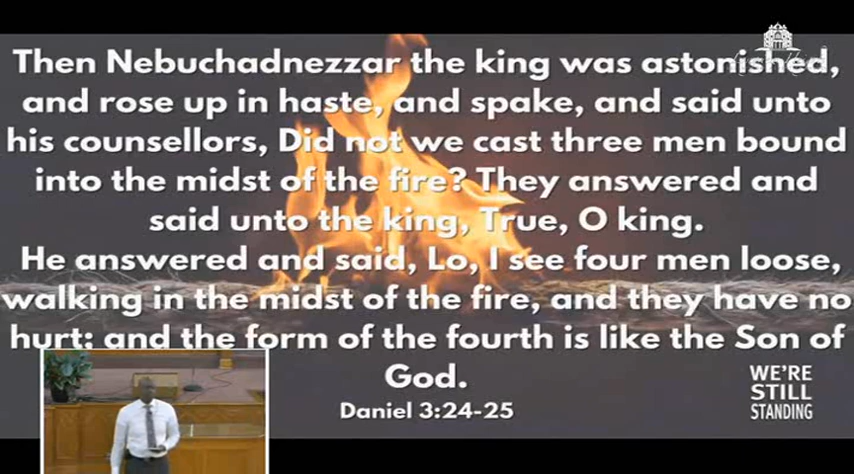 Then Nebuchadnezzar the king was astonished,
and rose up in haste, and spake, and said unto
his counsellors, Did not we cast three men bound
into the midst of the fire? They answered and
said unto the king, True, O king.
He answered and said, Lo, I see four men loose,
walking in the midst of the fire, and they have no
hurt; and the form of the fourth is like the Son of
God.
Daniel 3:24-25
WE'RE
STILL
STANDING